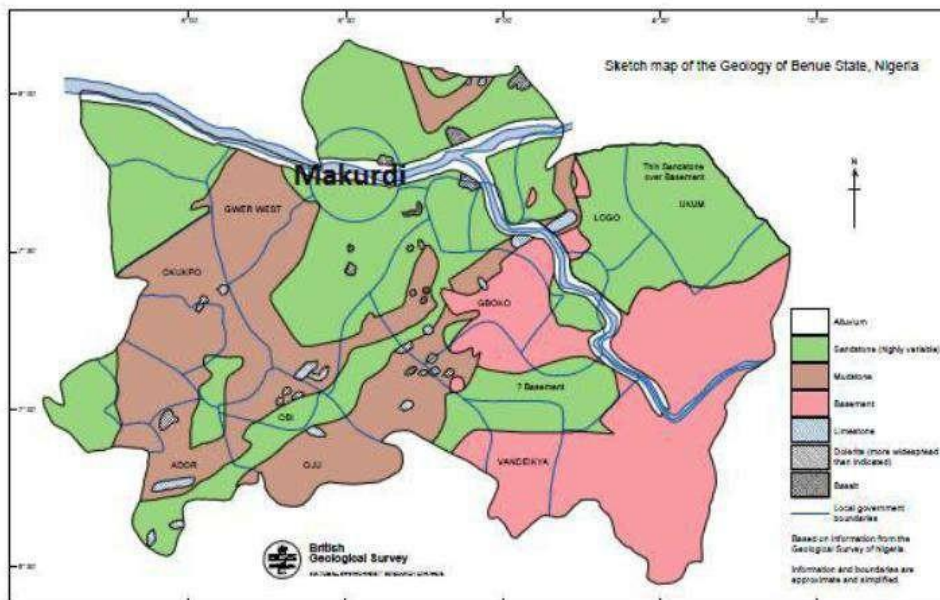 Sketch map of the Geology of Benue State, Nigeria
Makurdi
Thin Sandstone
over Basement
UKUM
LOGO
GWER WEST
OKUKPO
GBOKO
? Basement
OBI
ADOR
OJU
VANDEIKYA
N
Alluvium
Sandstone (highly variable)
Mudstone
Basement
Limestone
Dolerite (more widespread
than indicated)
Basalt
Local government
boundaries
Based on information from the
Geological Survey of Nigeria.
Information and boundaries are
approximate and simplified.
British
Geological Survey